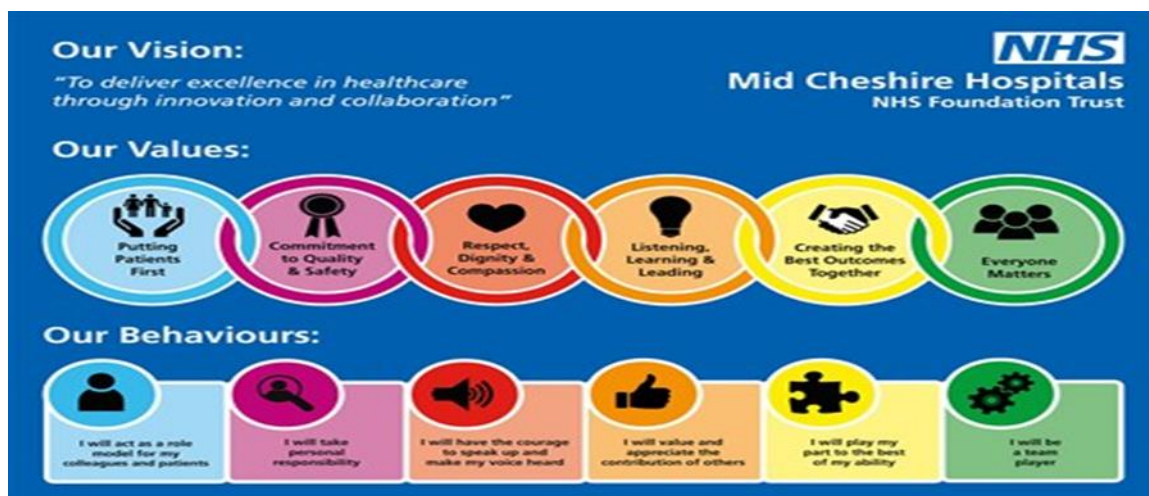 Our Vision:
"To deliver excellence in healthcare
through innovation and collaboration"
NHS
Mid Cheshire Hospitals
NHS Foundation Trust
Our Values:
Putting
Patients
First
Commitment
to Quality
& Safety
Respect,
Dignity &
Compassion
Listening,
Learning &
Leading
Creating the
Best Outcomes
Together
Everyone
Matters
Our Behaviours:
I will act as a role
model for my
colleagues and patients
I will take
personal
responsibility
I will have the courage
to speak up and
make my voice heard
I will value and
appreciate the
contribution of others
I will play my
part to the best
of my ability
I will be
a team
player